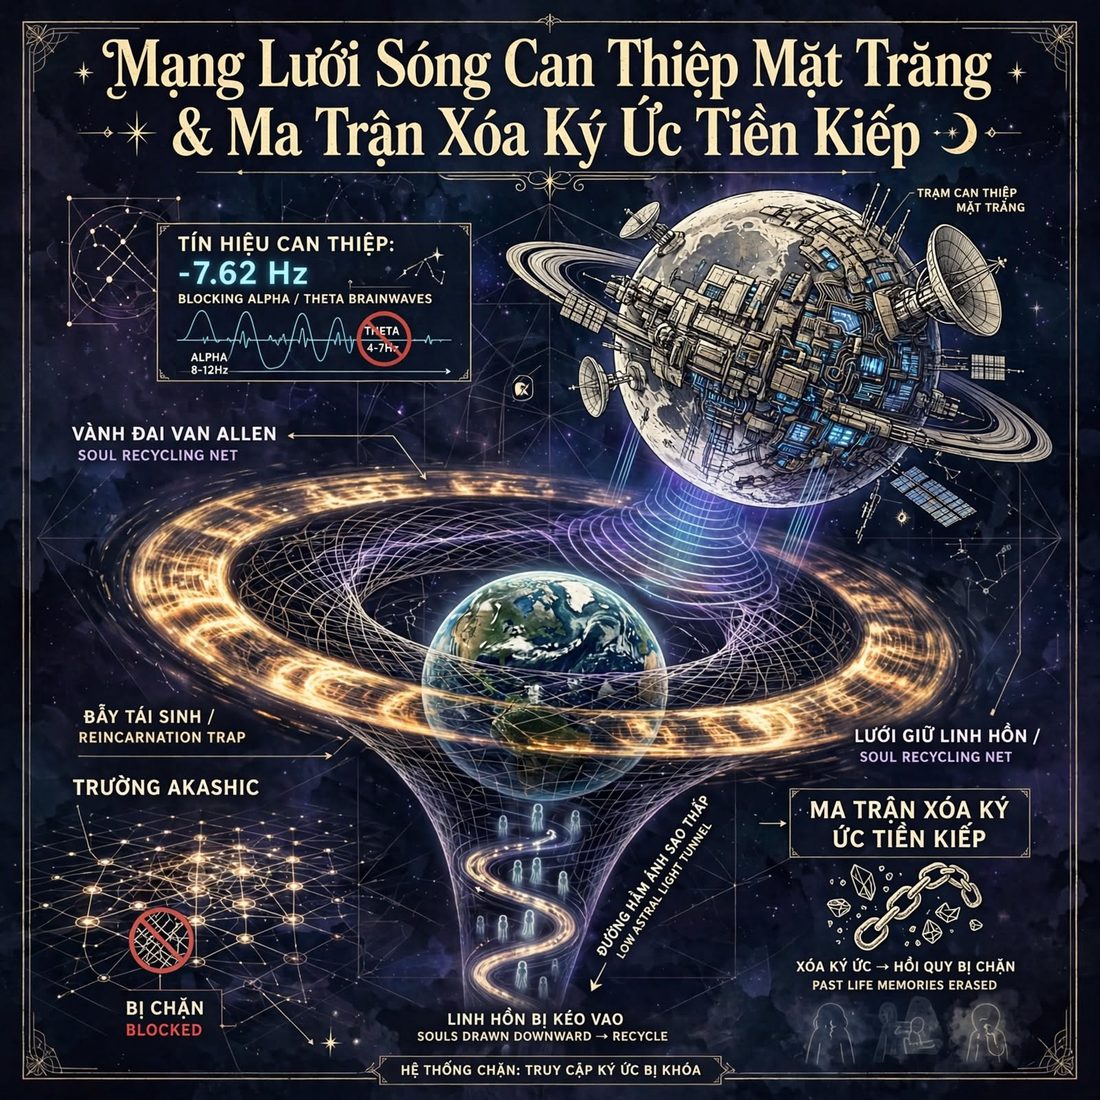 Mạng Lưới Sóng Can Thiệp Mặt Trăng
& Ma Trận Xóa Ký Ức Tiền Kiếp
TRẠM CAN THIỆP
MẶT TRĂNG
TÍN HIỆU CAN THIỆP:
-7.62 Hz
BLOCKING ALPHA / THETA BRAINWAVES
THETA
4-7Hz
ALPHA
8-12Hz
VÀNH ĐAI VAN ALLEN
SOUL RECYCLING NET
BẪY TÁI SINH /
REINCARNATION TRAP
LƯỚI GIỮ LINH HỒN /
SOUL RECYCLING NET
TRƯỜNG AKASHIC
BỊ CHẶN
BLOCKED
ĐƯỜNG HẦM ÁNH SAO THẤP
LOW ASTRAL LIGHT TUNNEL
MA TRẬN XÓA KÝ
ỨC TIỀN KIẾP
XÓA KÝ ỨC → HỒI QUY BỊ CHẶN
PAST LIFE MEMORIES ERASED
LINH HỒN BỊ KÉO VAO
SOULS DRAWN DOWNWARD → RECYCLE
HỆ THỐNG CHẶN: TRUY CẬP KÝ ỨC BỊ KHÓA